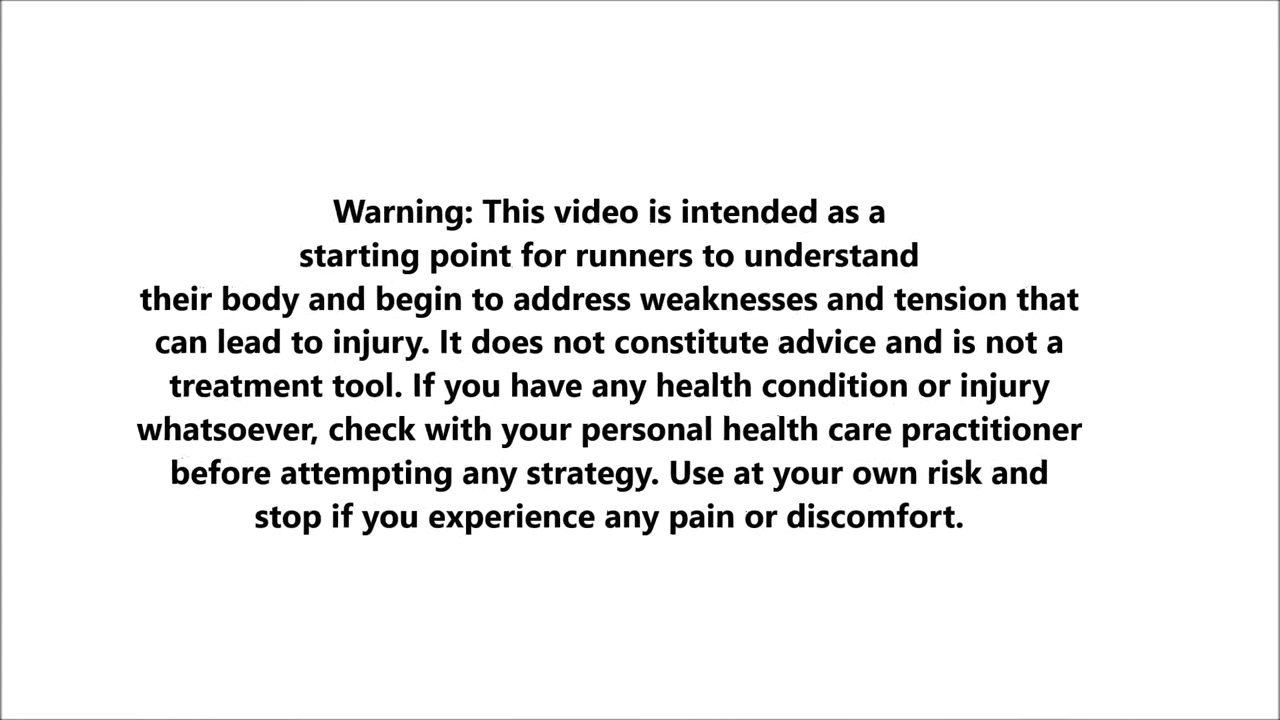 Warning: This video is intended as a
starting point for runners to understand
their body and begin to address weaknesses and tension that
can lead to injury. It does not constitute advice and is not a
treatment tool. If you have any health condition or injury
whatsoever, check with your personal health care practitioner
before attempting any strategy. Use at your own risk and
stop if you experience any pain or discomfort.